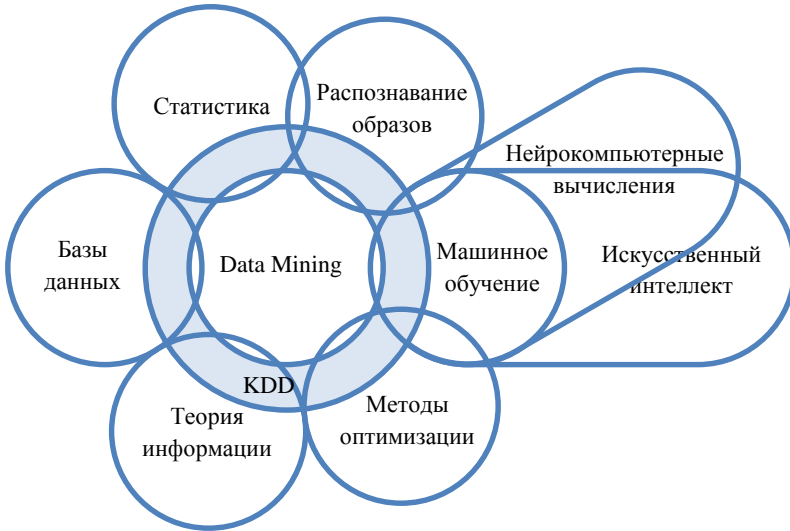 Статистика
Распознавание
образов
Нейрокомпьютерные
вычисления
Базы
данных
Data Mining
Машинное
обучение
Искусственный
интеллект
KDD
Теория
информации
Методы
оптимизации